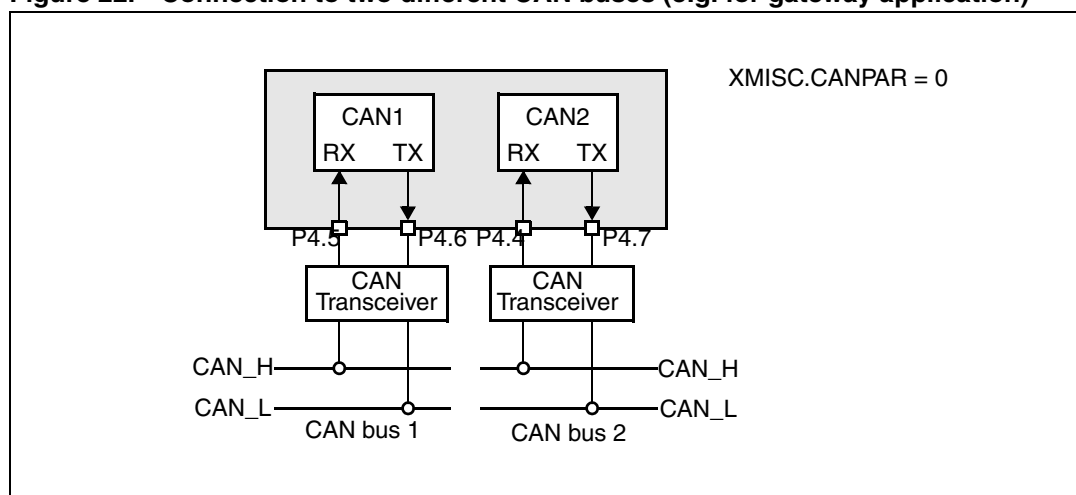 Figure 22. Connection to two different CAN buses (e.g. for gateway application)
XMISC.CANPAR = 0
CAN1 CAN2
RX TX RX TX
P4.5 P4.6 P4.4 P4.7
CAN Transceiver
CAN Transceiver
CAN_H CAN_H
CAN_L CAN_L
CAN bus 1 CAN bus 2